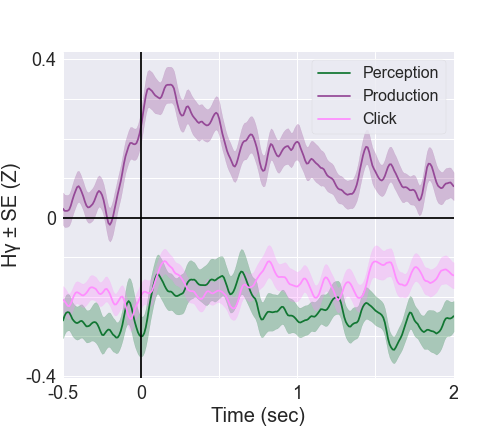 0.4
Perception
Production
Click
Hγ ± SE (Z)
0
-0.4
-0.5
0
1
2
Time (sec)